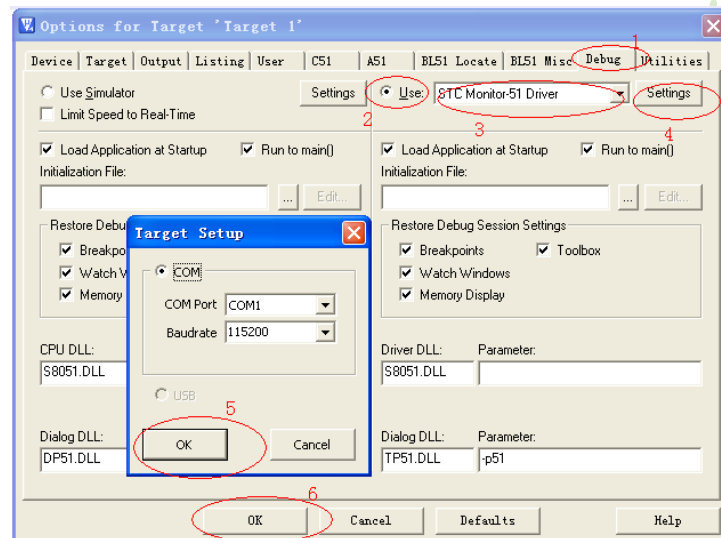 Options for Target 'Target 1'
1
Device Target Output Listing User C51 A51 BL51 Locate BL51 Misc Debug Utilities
Use Simulator Settings Use: STC Monitor-51 Driver Settings
Limit Speed to Real-Time 2 3 4
Load Application at Startup Run to main() Load Application at Startup Run to main()
Initialization File: Initialization File:
... Edit... ... Edit...
Restore Debu Restore Debug Session Settings
Breakpo Breakpoints Toolbox
Watch W Watch Windows
Memory Memory Display
Target Setup
COM
COM Port COM1
Baudrate 115200
USB
5
OK Cancel
CPU DLL: Driver DLL: Parameter:
S8051.DLL S8051.DLL
Dialog DLL: Dialog DLL: Parameter:
DP51.DLL TP51.DLL -p51
6
OK Cancel Defaults Help